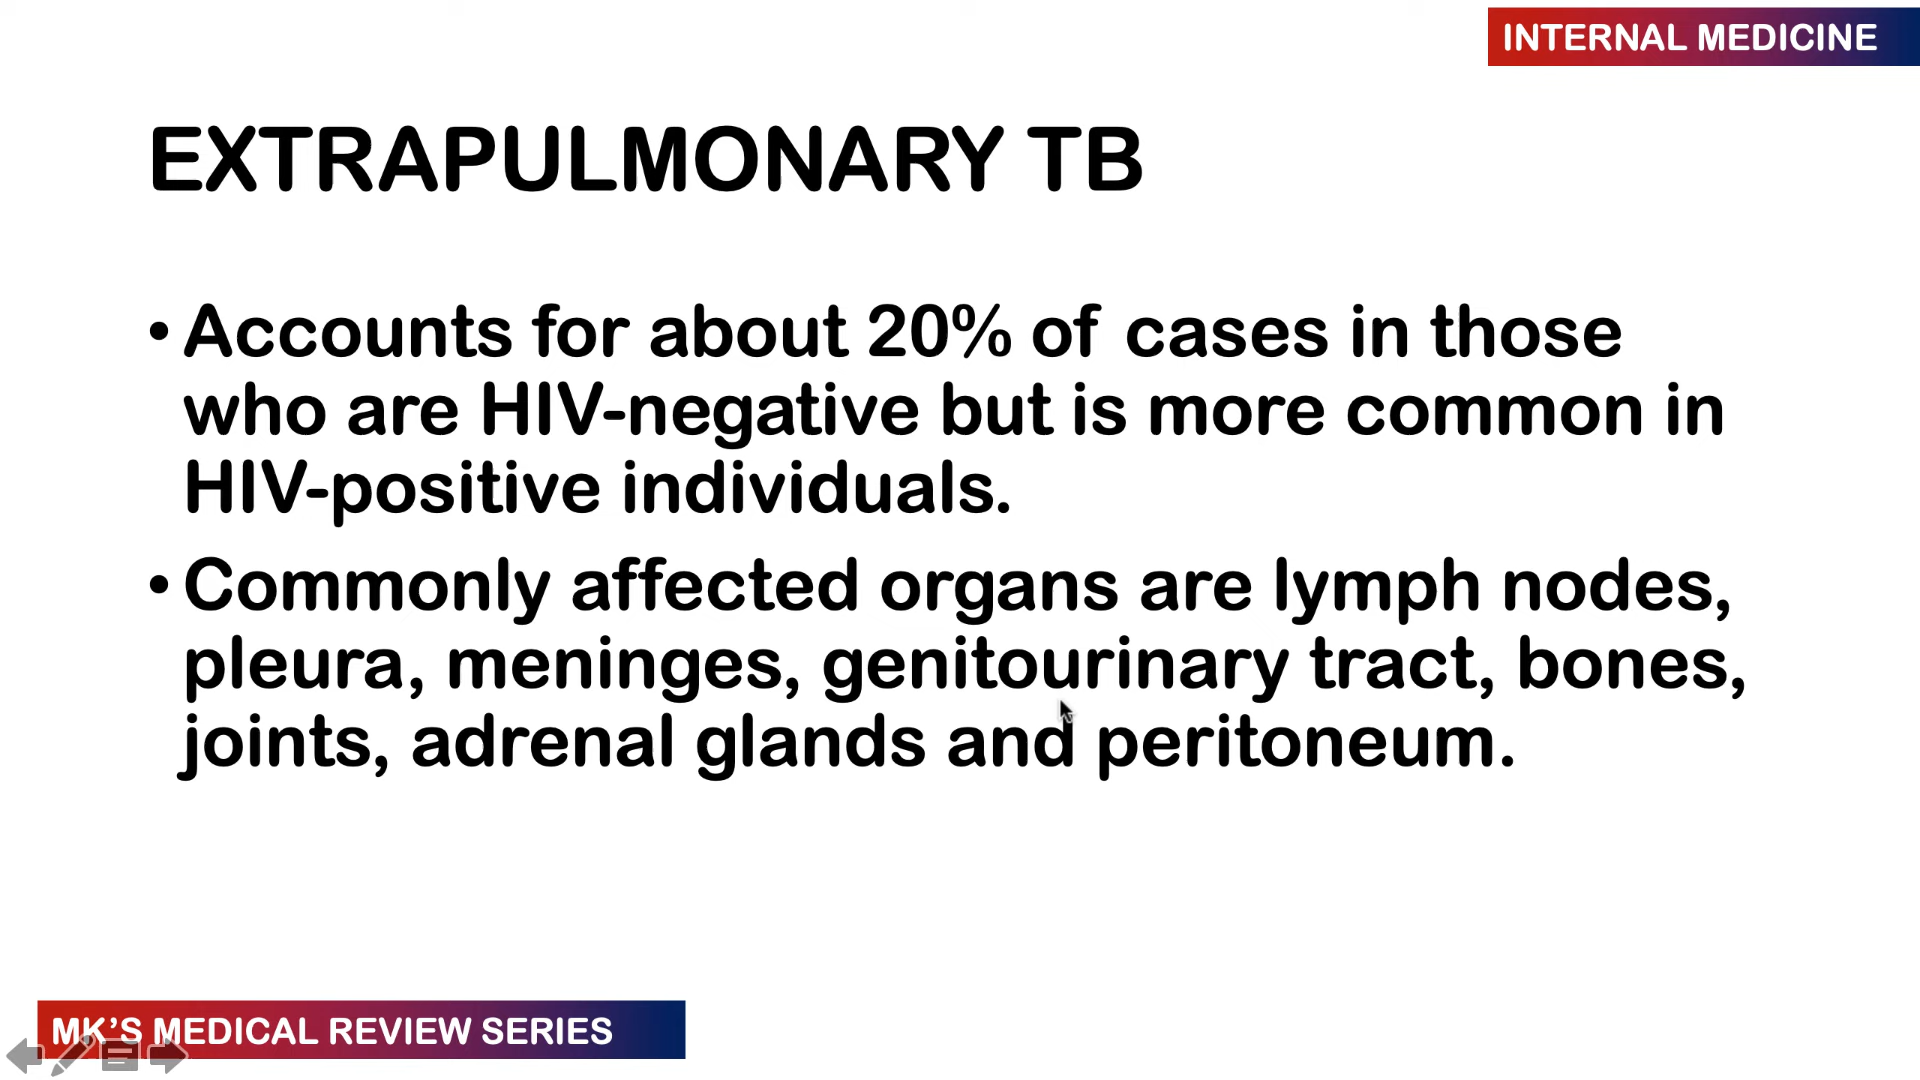 INTERNAL MEDICINE
EXTRAPULMONARY TB
• Accounts for about 20% of cases in those
who are HIV-negative but is more common in
HIV-positive individuals.
• Commonly affected organs are lymph nodes,
pleura, meninges, genitourinary tract, bones,
joints, adrenal glands and peritoneum.
MK’S MEDICAL REVIEW SERIES